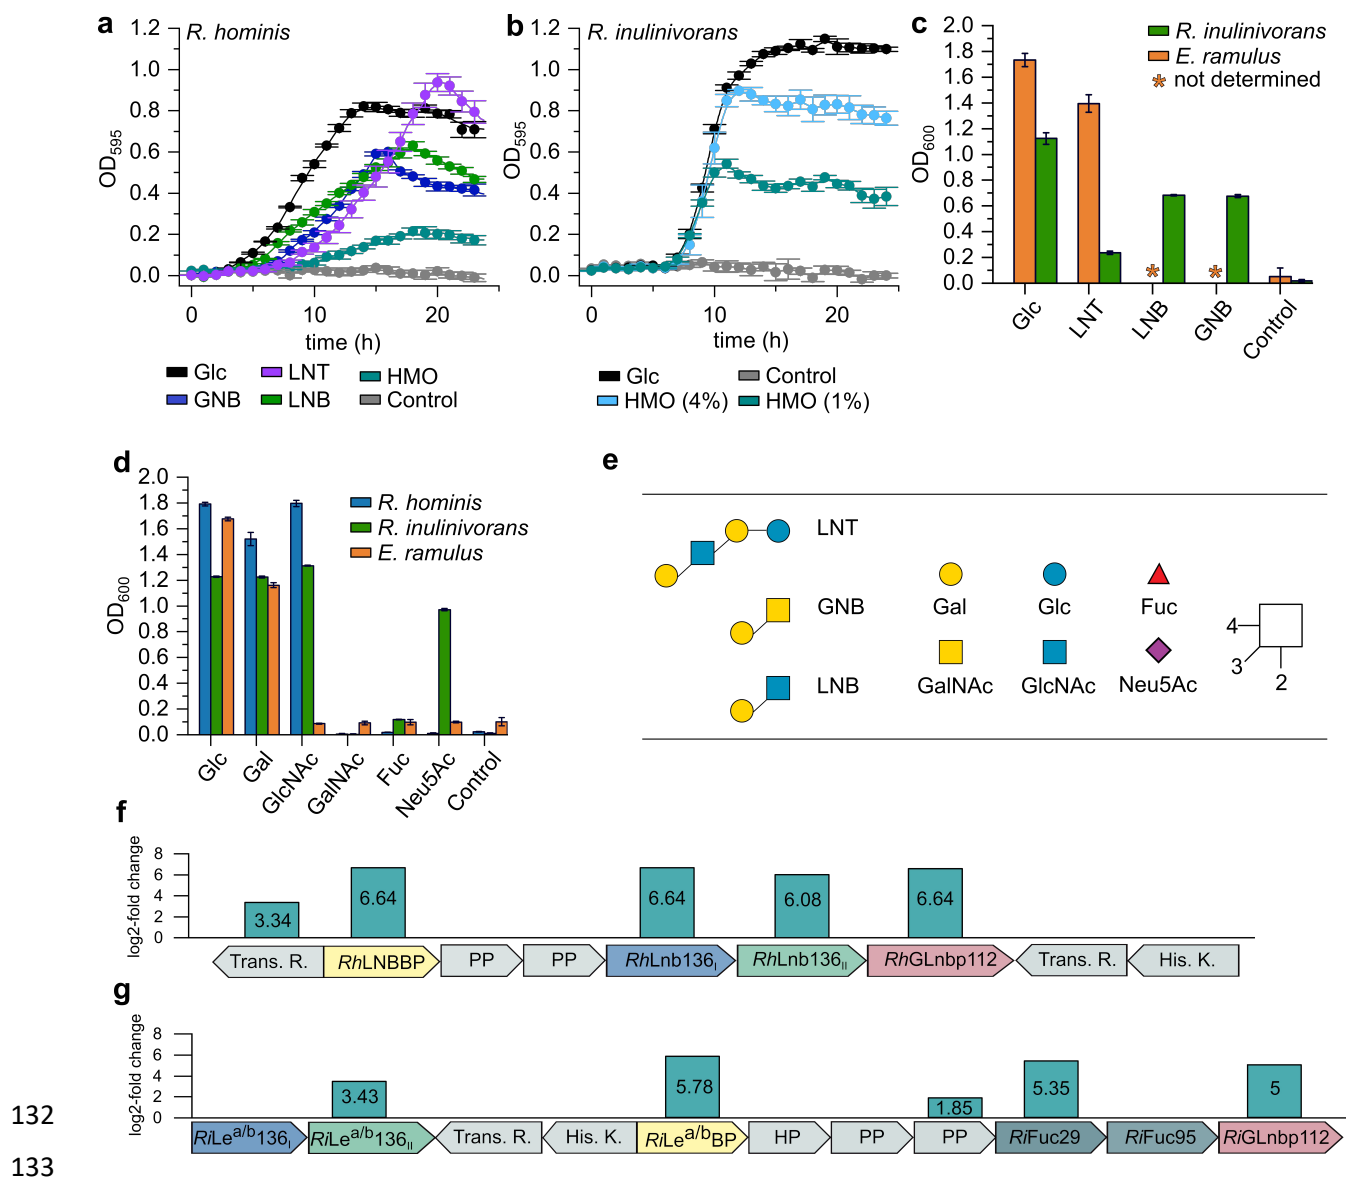 a
R. hominis
1.2
1.0
0.8
0.6
0.4
0.2
0.0
OD595
0
10
20
time (h)
Glc
LNT
HMO
GNB
LNB
Control
b
R. inulinivorans
1.2
1.0
0.8
0.6
0.4
0.2
0.0
OD595
0
10
20
time (h)
Glc
Control
HMO (4%)
HMO (1%)
c
R. inulinivorans
E. ramulus
* not determined
2.0
1.8
1.6
1.4
1.2
1.0
0.8
0.6
0.4
0.2
0.0
OD600
* *
Glc
LNT
LNB
GNB
Control
d
R. hominis
R. inulinivorans
E. ramulus
2.0
1.8
1.6
1.4
1.2
1.0
0.8
0.6
0.4
0.2
0.0
OD600
Glc
Gal
GlcNAc
GalNAc
Fuc
Neu5Ac
Control
e
LNT
GNB
LNB
Gal
Glc
Fuc
GalNAc
GlcNAc
Neu5Ac
4
3
2
f
log2-fold change
8
6
4
2
0
3.34 6.64 6.64 6.08 6.64
Trans. R. RhLNBBP PP PP RhLnb136I RhLnb136II RhGLnbp112 Trans. R. His. K.
g
log2-fold change
8
6
4
2
0
3.43 5.78 1.85 5.35 5
RiLea/b136I RiLea/b136II Trans. R. His. K. RiLea/bBP HP PP PP RiFuc29 RiFuc95 RiGLnbp112
132
133